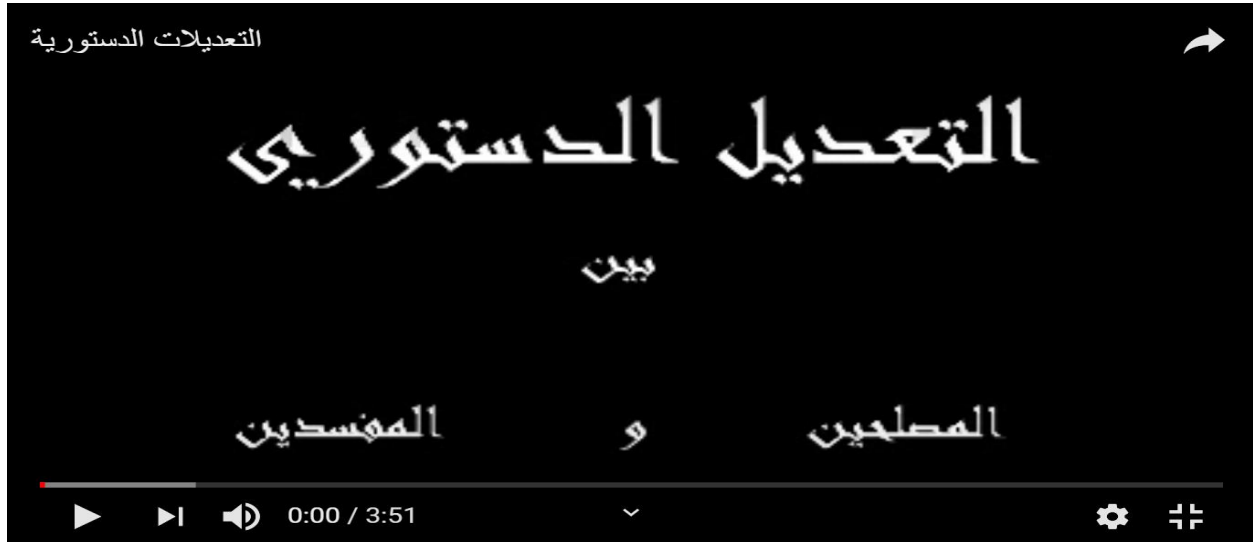 التعديلات الدستورية
التعديل الدستوري
بين
المصلحين و المفسدين
0:00 / 3:51